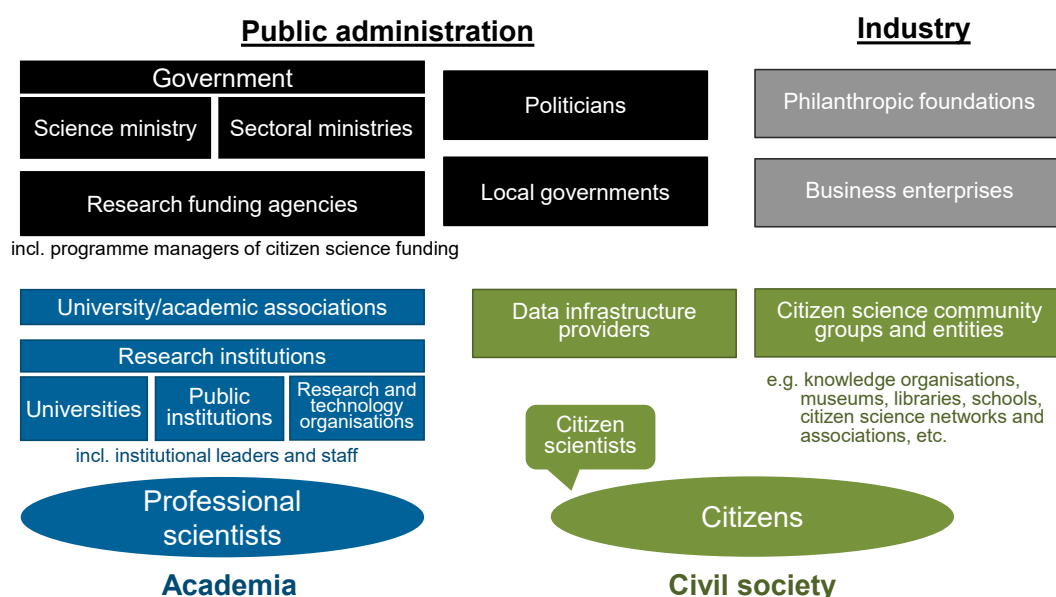 Public administration
Industry
Government
Science ministry
Sectoral ministries
Politicians
Philanthropic foundations
Research funding agencies
Local governments
Business enterprises
incl. programme managers of citizen science funding
University/academic associations
Research institutions
Universities
Public
institutions
Research and
technology
organisations
incl. institutional leaders and staff
Data infrastructure
providers
Citizen science community
groups and entities
e.g. knowledge organisations,
museums, libraries, schools,
citizen science networks and
associations, etc.
Citizen
scientists
Professional
scientists
Citizens
Academia
Civil society